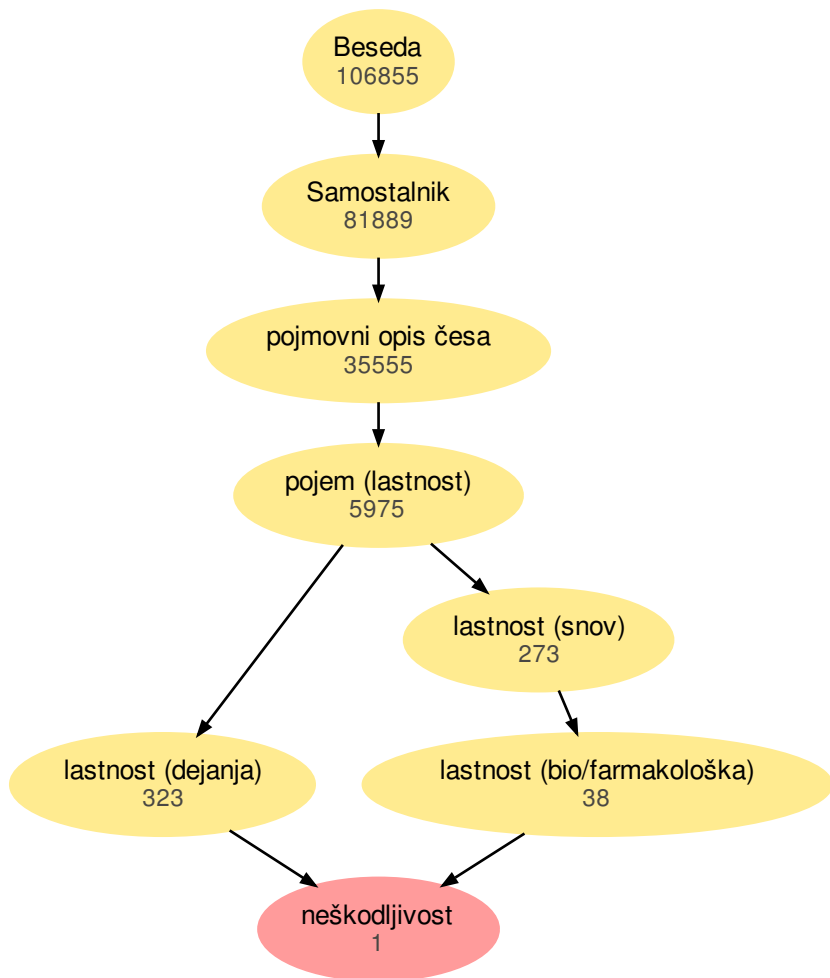 Beseda
106855
Samostalnik
81889
pojmovni opis česa
35555
pojem (lastnost)
5975
lastnost (snov)
273
lastnost (dejanja)
323
lastnost (bio/farmakološka)
38
neškodljivost
1